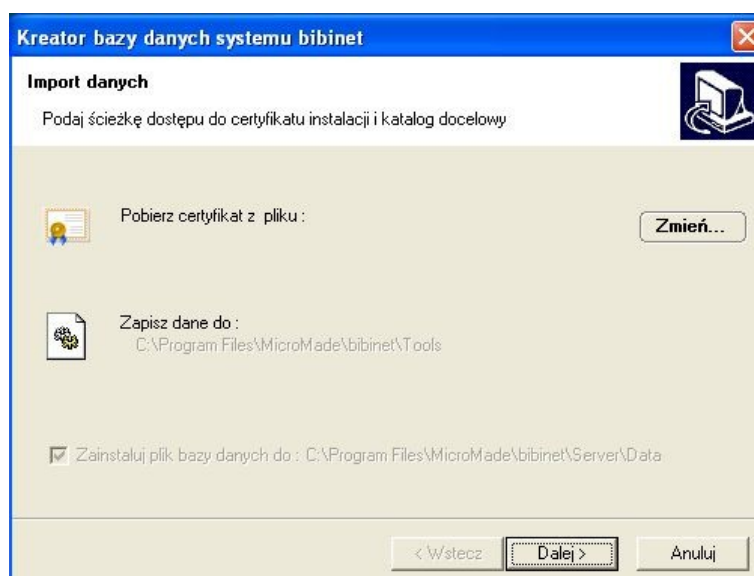 Kreator bazy danych systemu bibinet
Import danych
Podaj ścieżkę dostępu do certyfikatu instalacji i katalog docelowy
Pobierz certyfikat z pliku :
Zmień...
Zapisz dane do :
C:\Program Files\MicroMade\bibinet\Tools
Zainstaluj plik bazy danych do : C:\Program Files\MicroMade\bibinet\Server\Data
< Wstecz
Dalej >
Anuluj